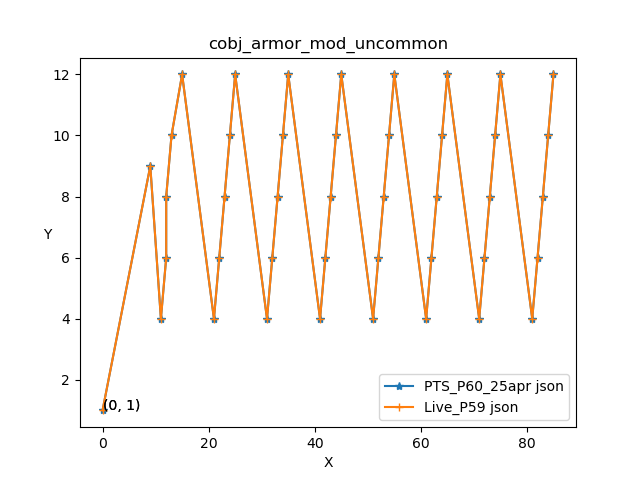 cobj_armor_mod_uncommon
12
10
8
6
4
2
Y
(0, 1)
PTS_P60_25apr json
Live_P59 json
0 20 40 60 80
X